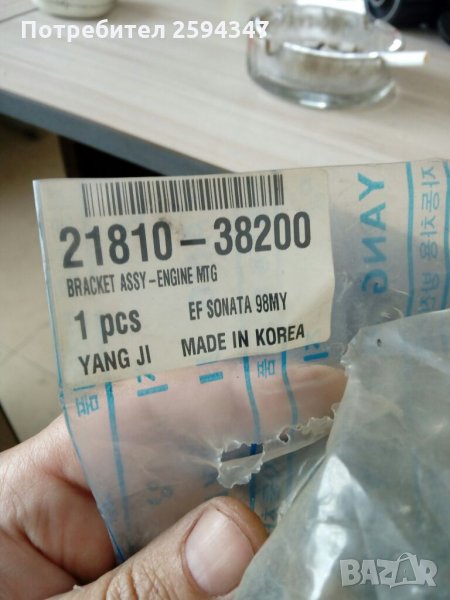 Потребител 2594347
21810-38200
BRACKET ASSY-ENGINE MTG
1 pcs
EF SONATA 98MY
YANG JI
MADE IN KOREA
YANG
BAZAR